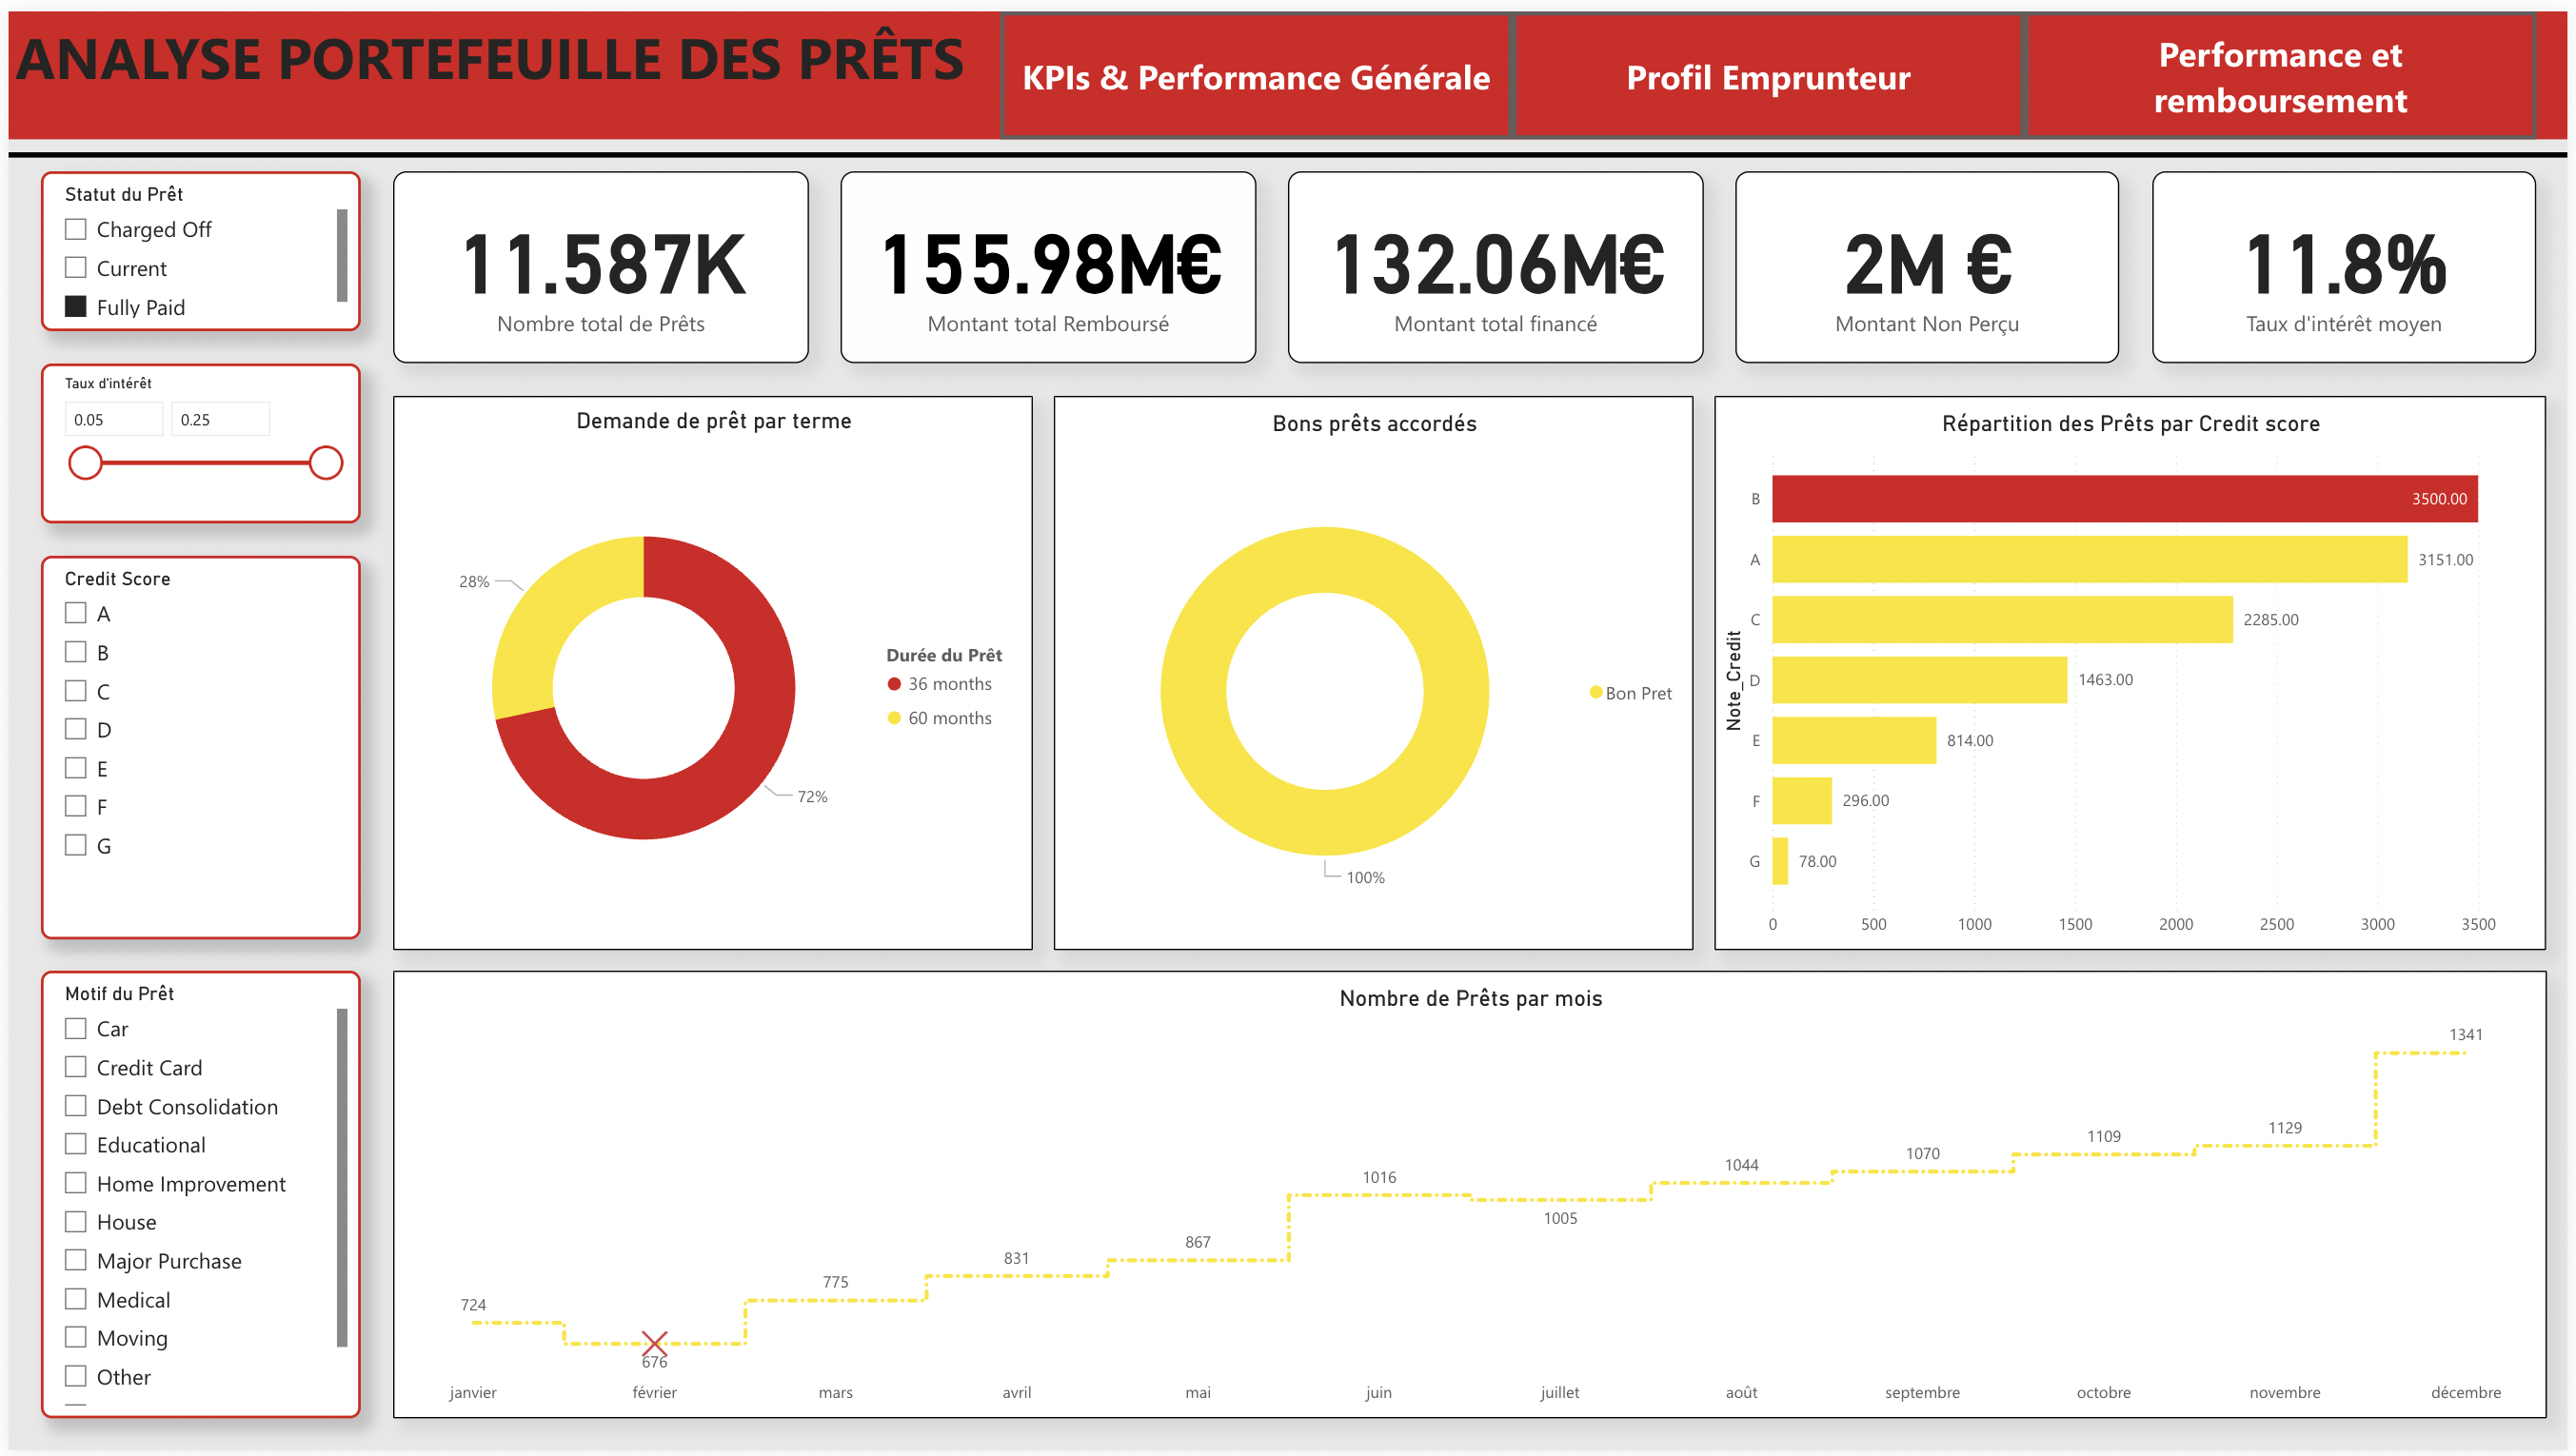 ANALYSE PORTEFEUILLE DES PRÊTS
KPIs & Performance Générale
Profil Emprunteur
Performance et
remboursement
Statut du Prêt
Charged Off
Current
Fully Paid
11.587K
Nombre total de Prêts
155.98M€
Montant total Remboursé
132.06M€
Montant total financé
2M €
Montant Non Perçu
11.8%
Taux d'intérêt moyen
Taux d'intérêt
0.05 0.25
Credit Score
A
B
C
D
E
F
G
Motif du Prêt
Car
Credit Card
Debt Consolidation
Educational
Home Improvement
House
Major Purchase
Medical
Moving
Other
Demande de prêt par terme
28%
72%
Durée du Prêt
36 months
60 months
Bons prêts accordés
100%
Bon Pret
Répartition des Prêts par Credit score
Note_Credit
B 3500.00
A 3151.00
C 2285.00
D 1463.00
E 814.00
F 296.00
G 78.00
0 500 1000 1500 2000 2500 3000 3500
Nombre de Prêts par mois
724 676 775 831 867 1016 1005 1044 1070 1109 1129 1341
janvier février mars avril mai juin juillet août septembre octobre novembre décembre